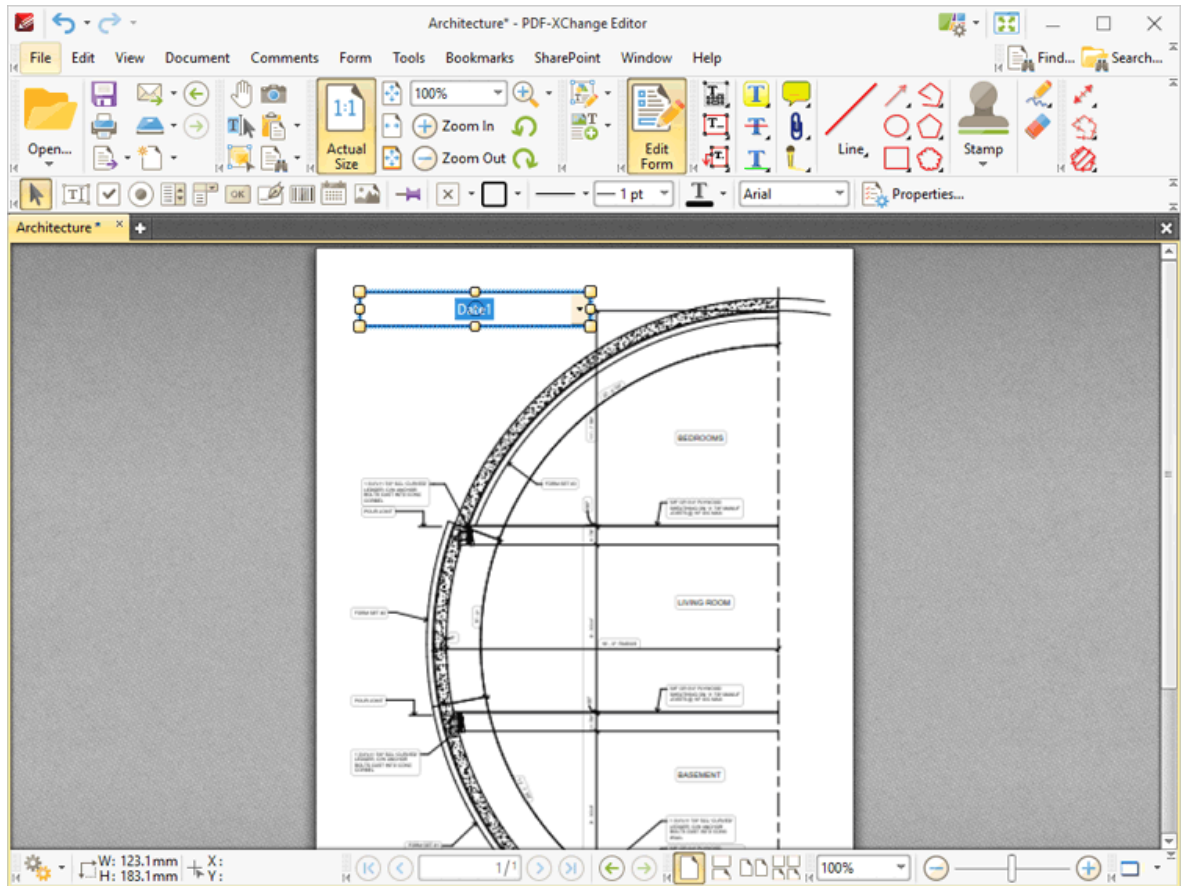 Architecture* - PDF-XChange Editor
File Edit View Document Comments Form Tools Bookmarks SharePoint Window Help Find... Search...
Open...
1:1
Actual Size
100%
Zoom In
Zoom Out
Edit Form
Line
Stamp
OK
1 pt
T
Arial
Properties...
Architecture *
Date1
BEDROOMS
LIVING ROOM
BASEMENT
W: 123.1mm X:
H: 183.1mm Y:
1/1
100%